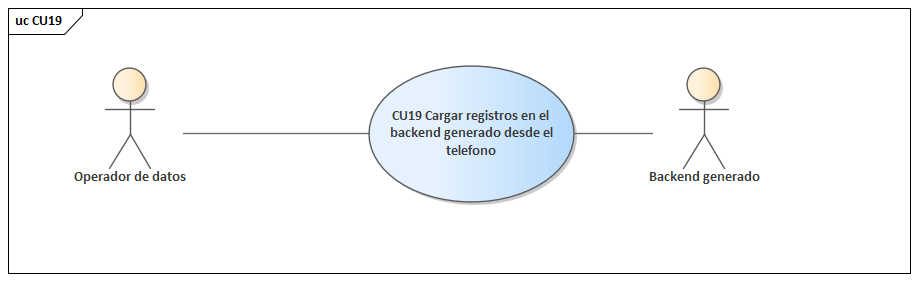 uc CU19
CU19 Cargar registros en el
backend generado desde el
telefono
Operador de datos
Backend generado